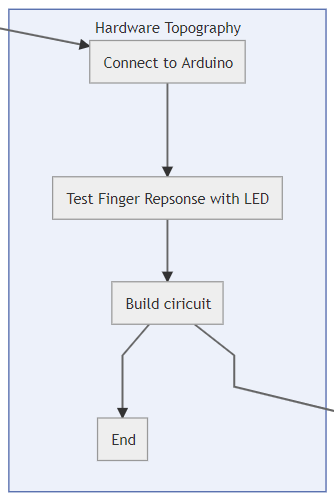 Hardware Topography
Connect to Arduino
Test Finger Repsonse with LED
Build ciricuit
End